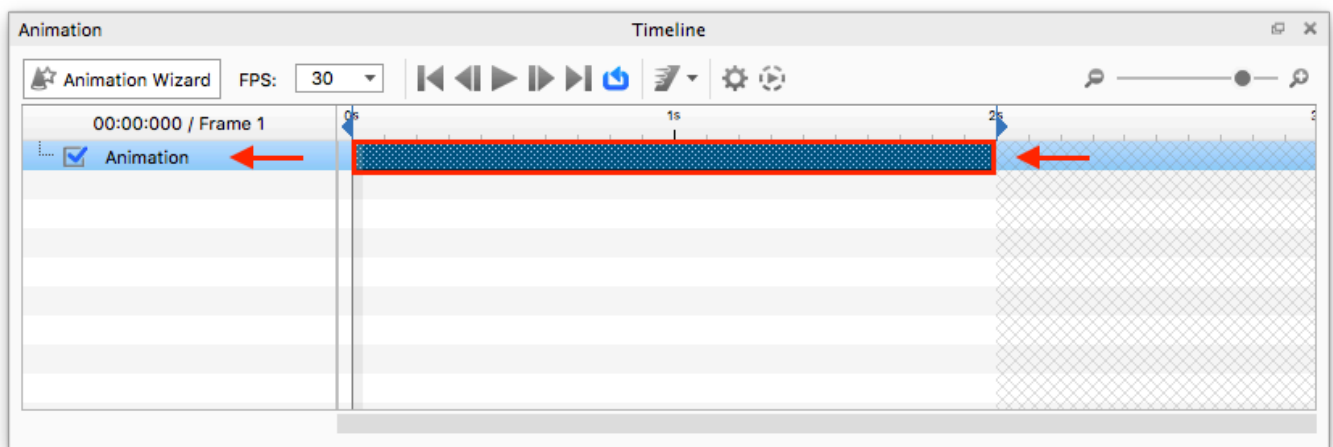 Animation Timeline
Animation Wizard FPS: 30
00:00:000 / Frame 1 0s 1s 2s 3
Animation